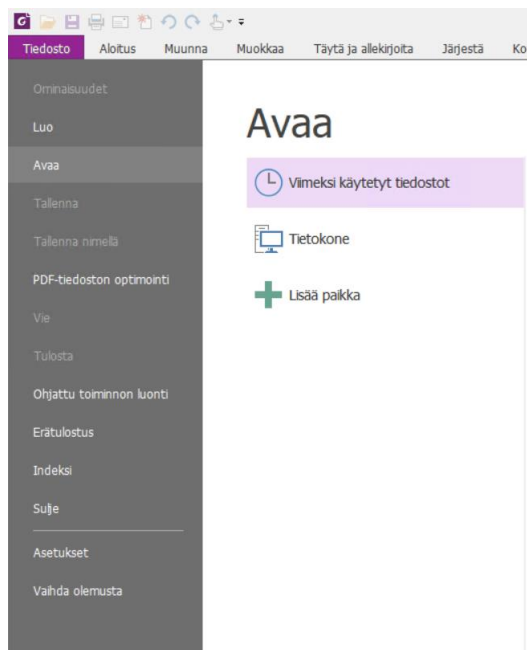 Tiedosto Aloitus Muunna Muokkaa Täytä ja allekirjoita Järjestä Ko
Ominaisuudet
Luo
Avaa
Tallenna
Tallenna nimellä
PDF-tiedoston optimointi
Vie
Tulosta
Ohjattu toiminnon luonti
Erätulostus
Indeksi
Sulje
Asetukset
Vaihda olemusta
Avaa
Viimeksi käytetyt tiedostot
Tietokone
Lisää paikka